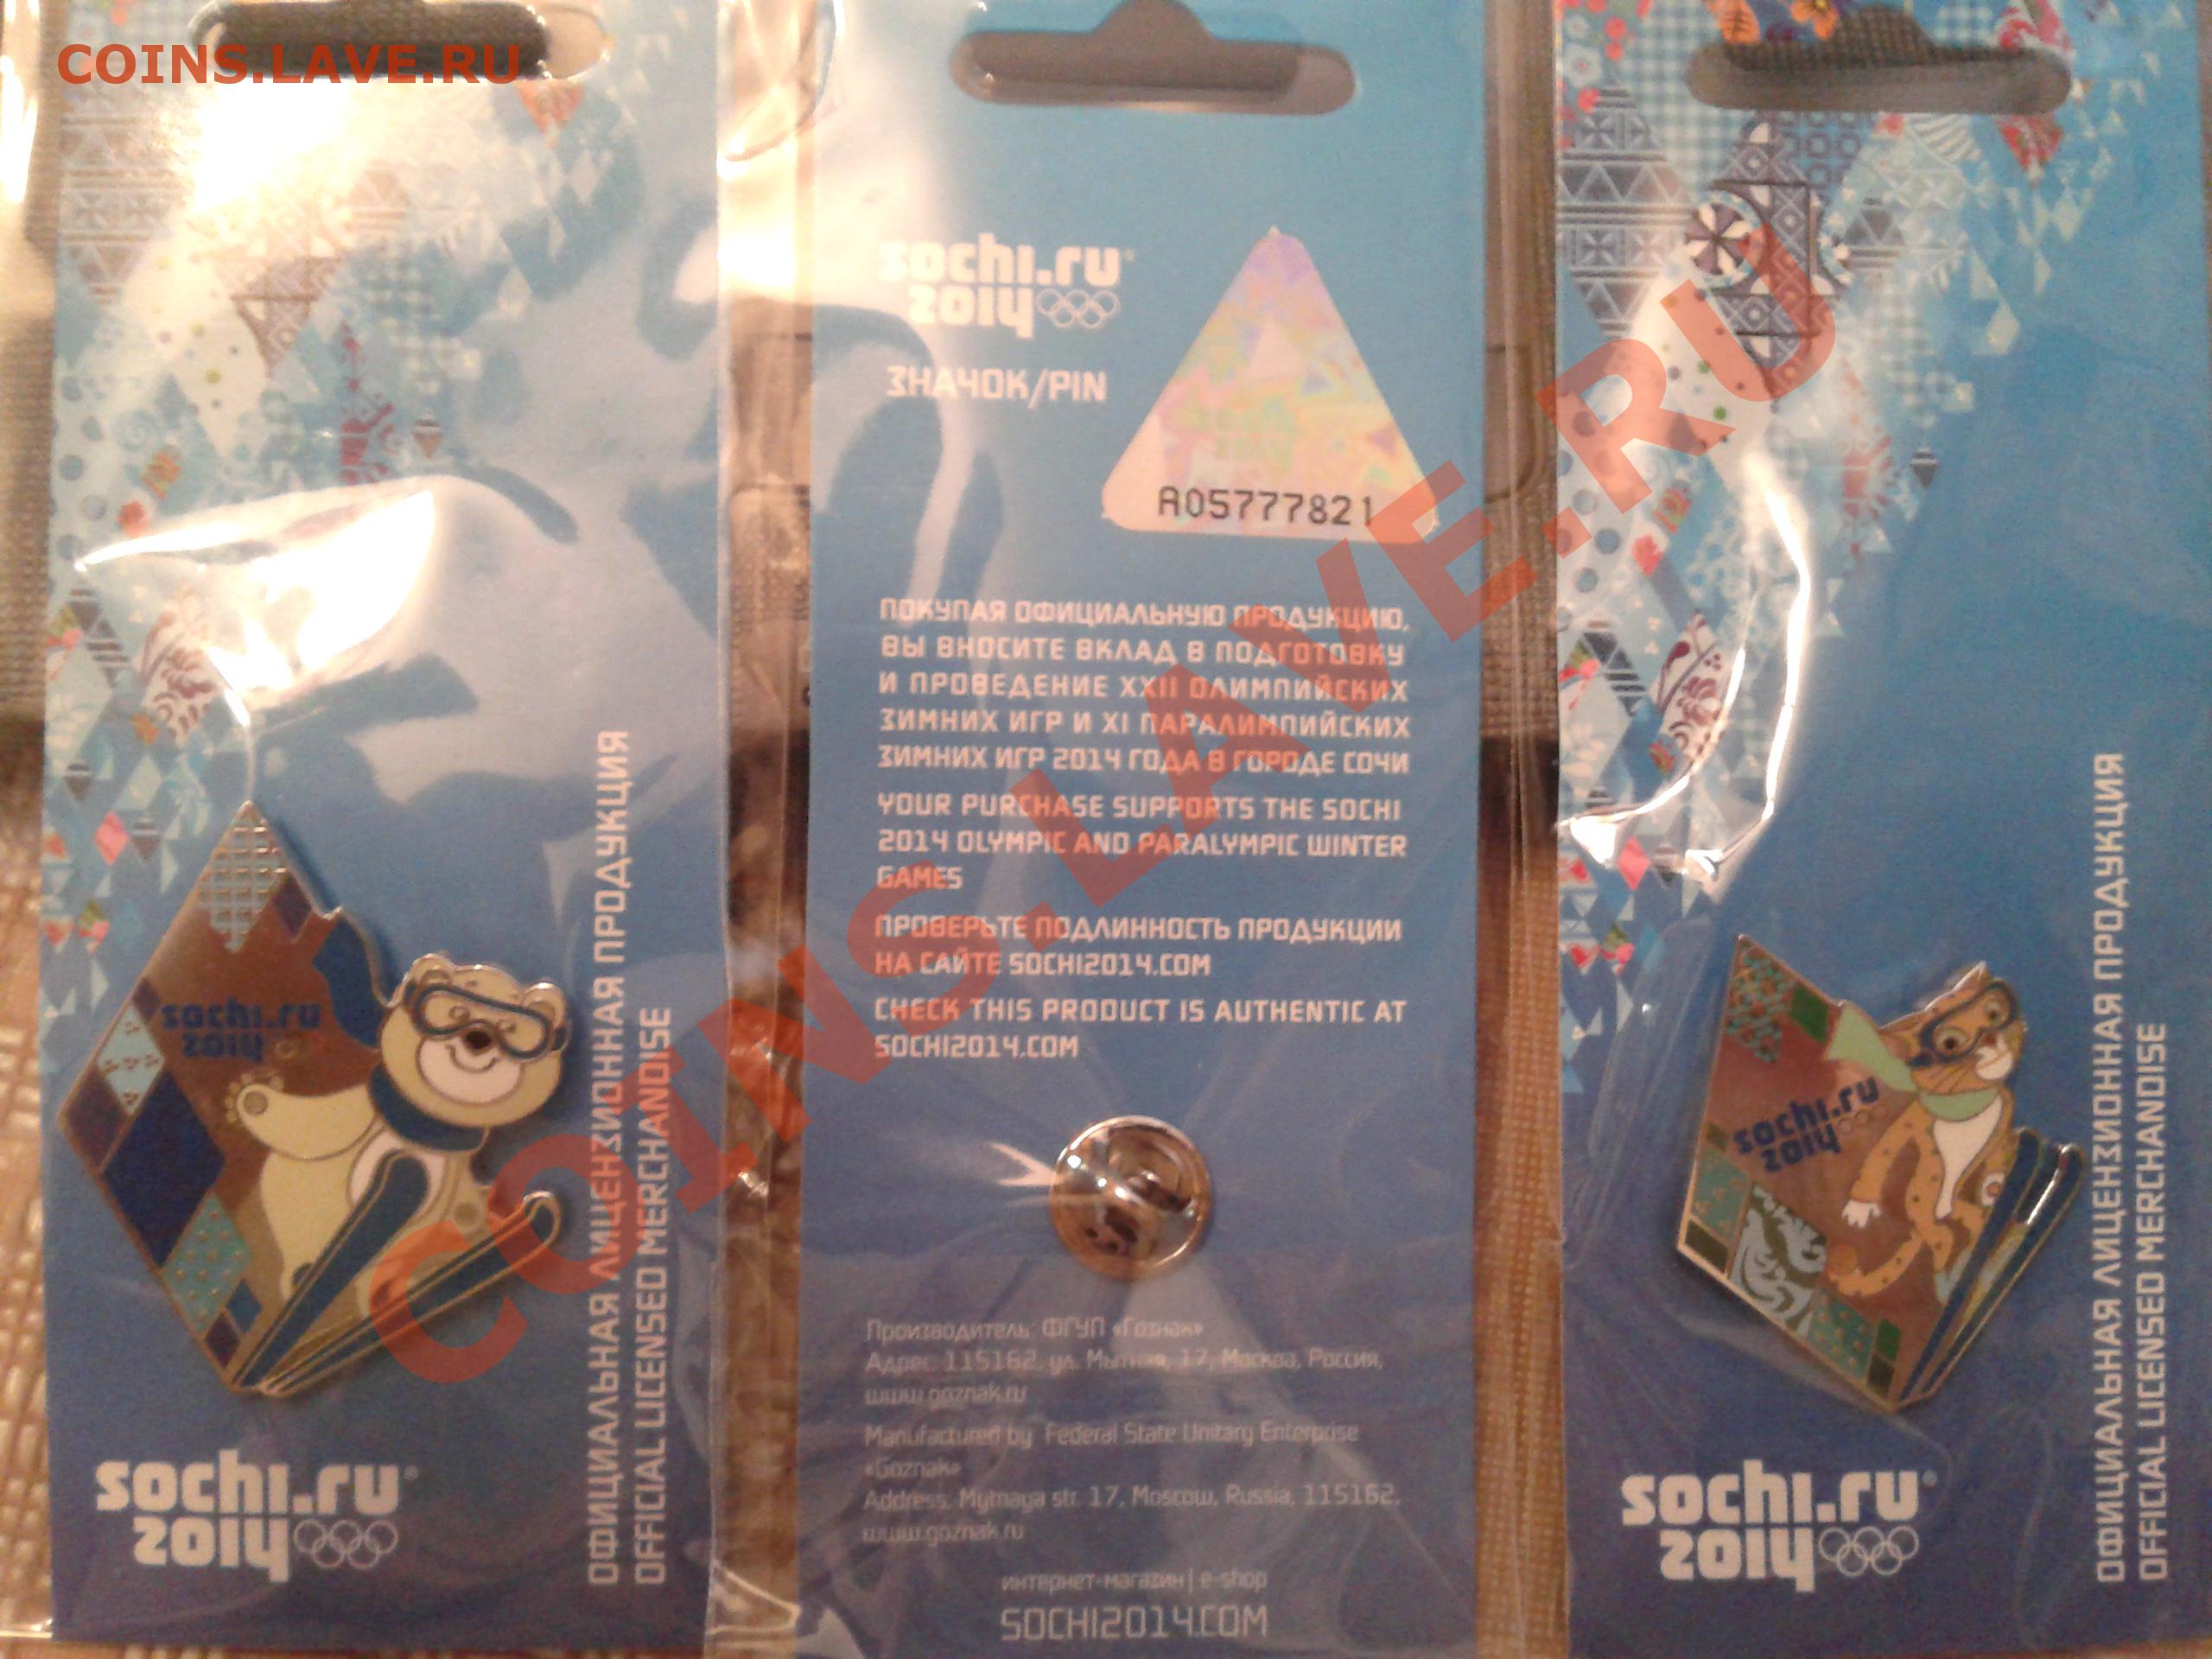 COINS.LAVE.RU
sochi.ru
2014
ОФИЦИАЛЬНАЯ ЛИЦЕНЗИОННАЯ ПРОДУКЦИЯ
OFFICIAL LICENSED MERCHANDISE
sochi.ru®
2014
sochi.ru®
2014
ЗНАЧОК/PIN
A05777821
ПОКУПАЯ ОФИЦИАЛЬНУЮ ПРОДУКЦИЮ,
ВЫ ВНОСИТЕ ВКЛАД В ПОДГОТОВКУ
И ПРОВЕДЕНИЕ XXII ОЛИМПИЙСКИХ
ЗИМНИХ ИГР И XI ПАРАЛИМПИЙСКИХ
ЗИМНИХ ИГР 2014 ГОДА В ГОРОДЕ СОЧИ
YOUR PURCHASE SUPPORTS THE SOCHI
2014 OLYMPIC AND PARALYMPIC WINTER
GAMES
ПРОВЕРЬТЕ ПОДЛИННОСТЬ ПРОДУКЦИИ
НА САЙТЕ SOCHI2014.COM
CHECK THIS PRODUCT IS AUTHENTIC AT
SOCHI2014.COM
Производитель: ФГУП «Гознак»
Адрес: 115162, ул. Мытная, 17, Москва, Россия,
www.goznak.ru
Manufactured by: Federal State Unitary Enterprise
«Goznak»
Address: Mytnaya str. 17, Moscow, Russia, 115162,
www.goznak.ru
интернет-магазин | e-shop
SOCHI2014.COM
sochi.ru
2014
ОФИЦИАЛЬНАЯ ЛИЦЕНЗИОННАЯ ПРОДУКЦИЯ
OFFICIAL LICENSED MERCHANDISE
sochi.ru®
2014
COINS.LAVE.RU